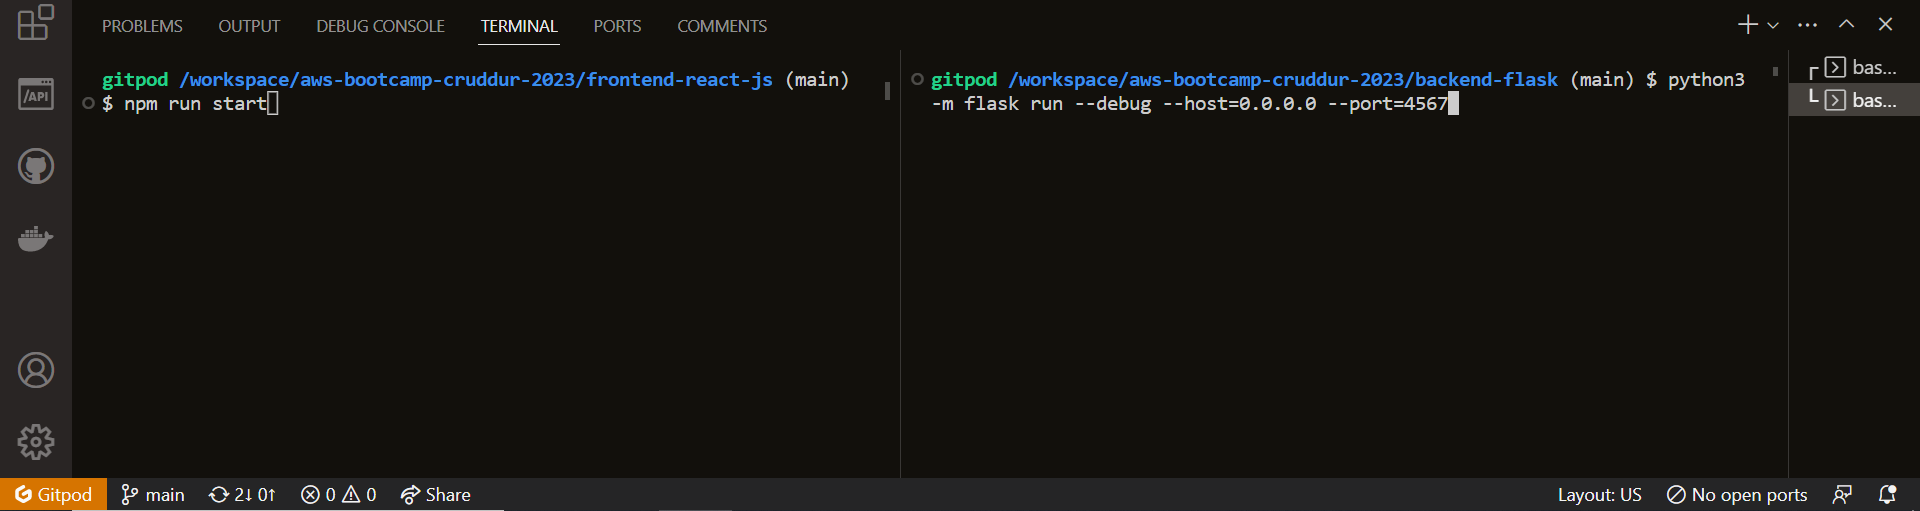 PROBLEMS OUTPUT DEBUG CONSOLE TERMINAL PORTS COMMENTS
/API
gitpod /workspace/aws-bootcamp-cruddur-2023/frontend-react-js (main)
$ npm run start
gitpod /workspace/aws-bootcamp-cruddur-2023/backend-flask (main) $ python3
-m flask run --debug --host=0.0.0.0 --port=4567
bas...
bas...
Gitpod main 2↓ 0↑ 0 0 Share Layout: US No open ports